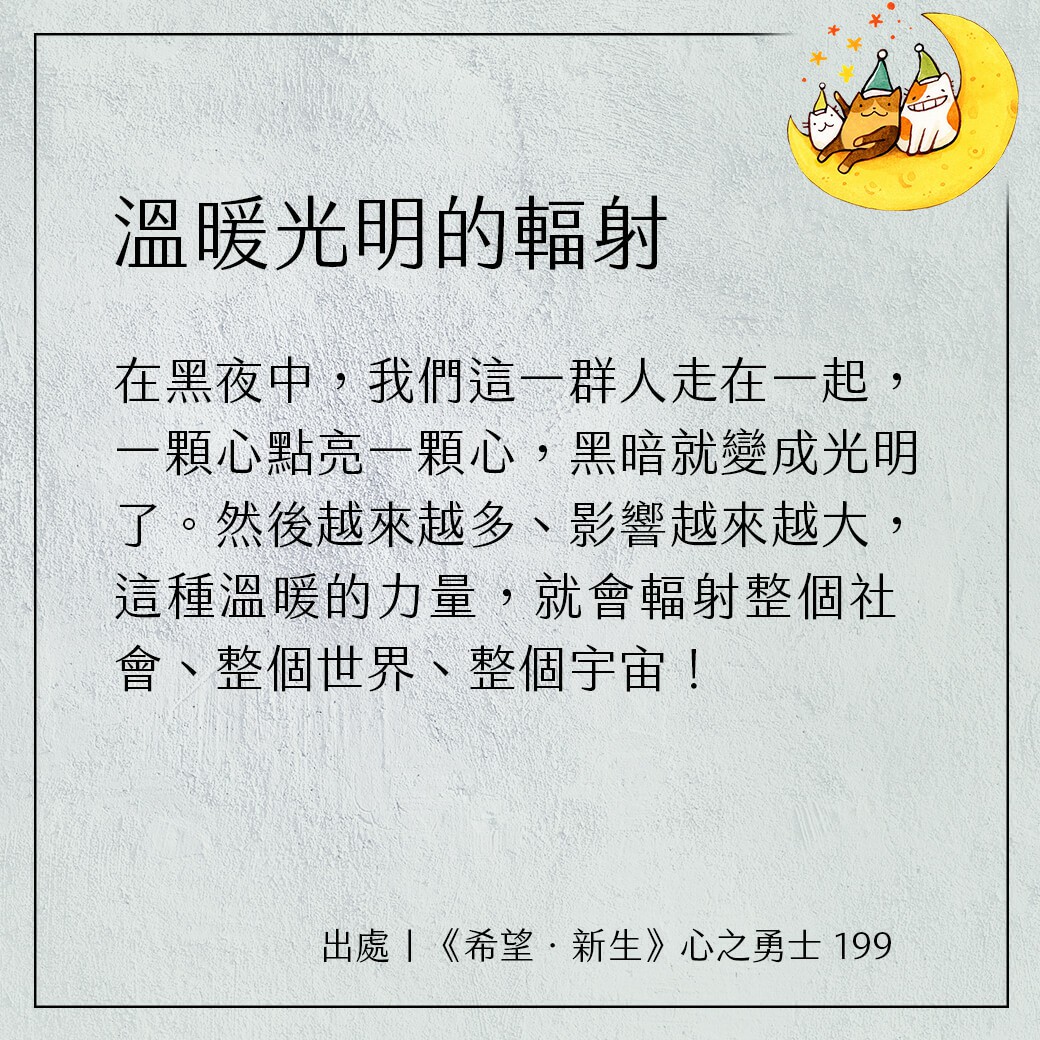 溫暖光明的輻射
在黑夜中，我們這一群人走在一起，
一顆心點亮一顆心，黑暗就變成光明
了。然後越來越多、影響越來越大，
這種溫暖的力量，就會輻射整個社
會、整個世界、整個宇宙！
出處｜《希望．新生》心之勇士 199